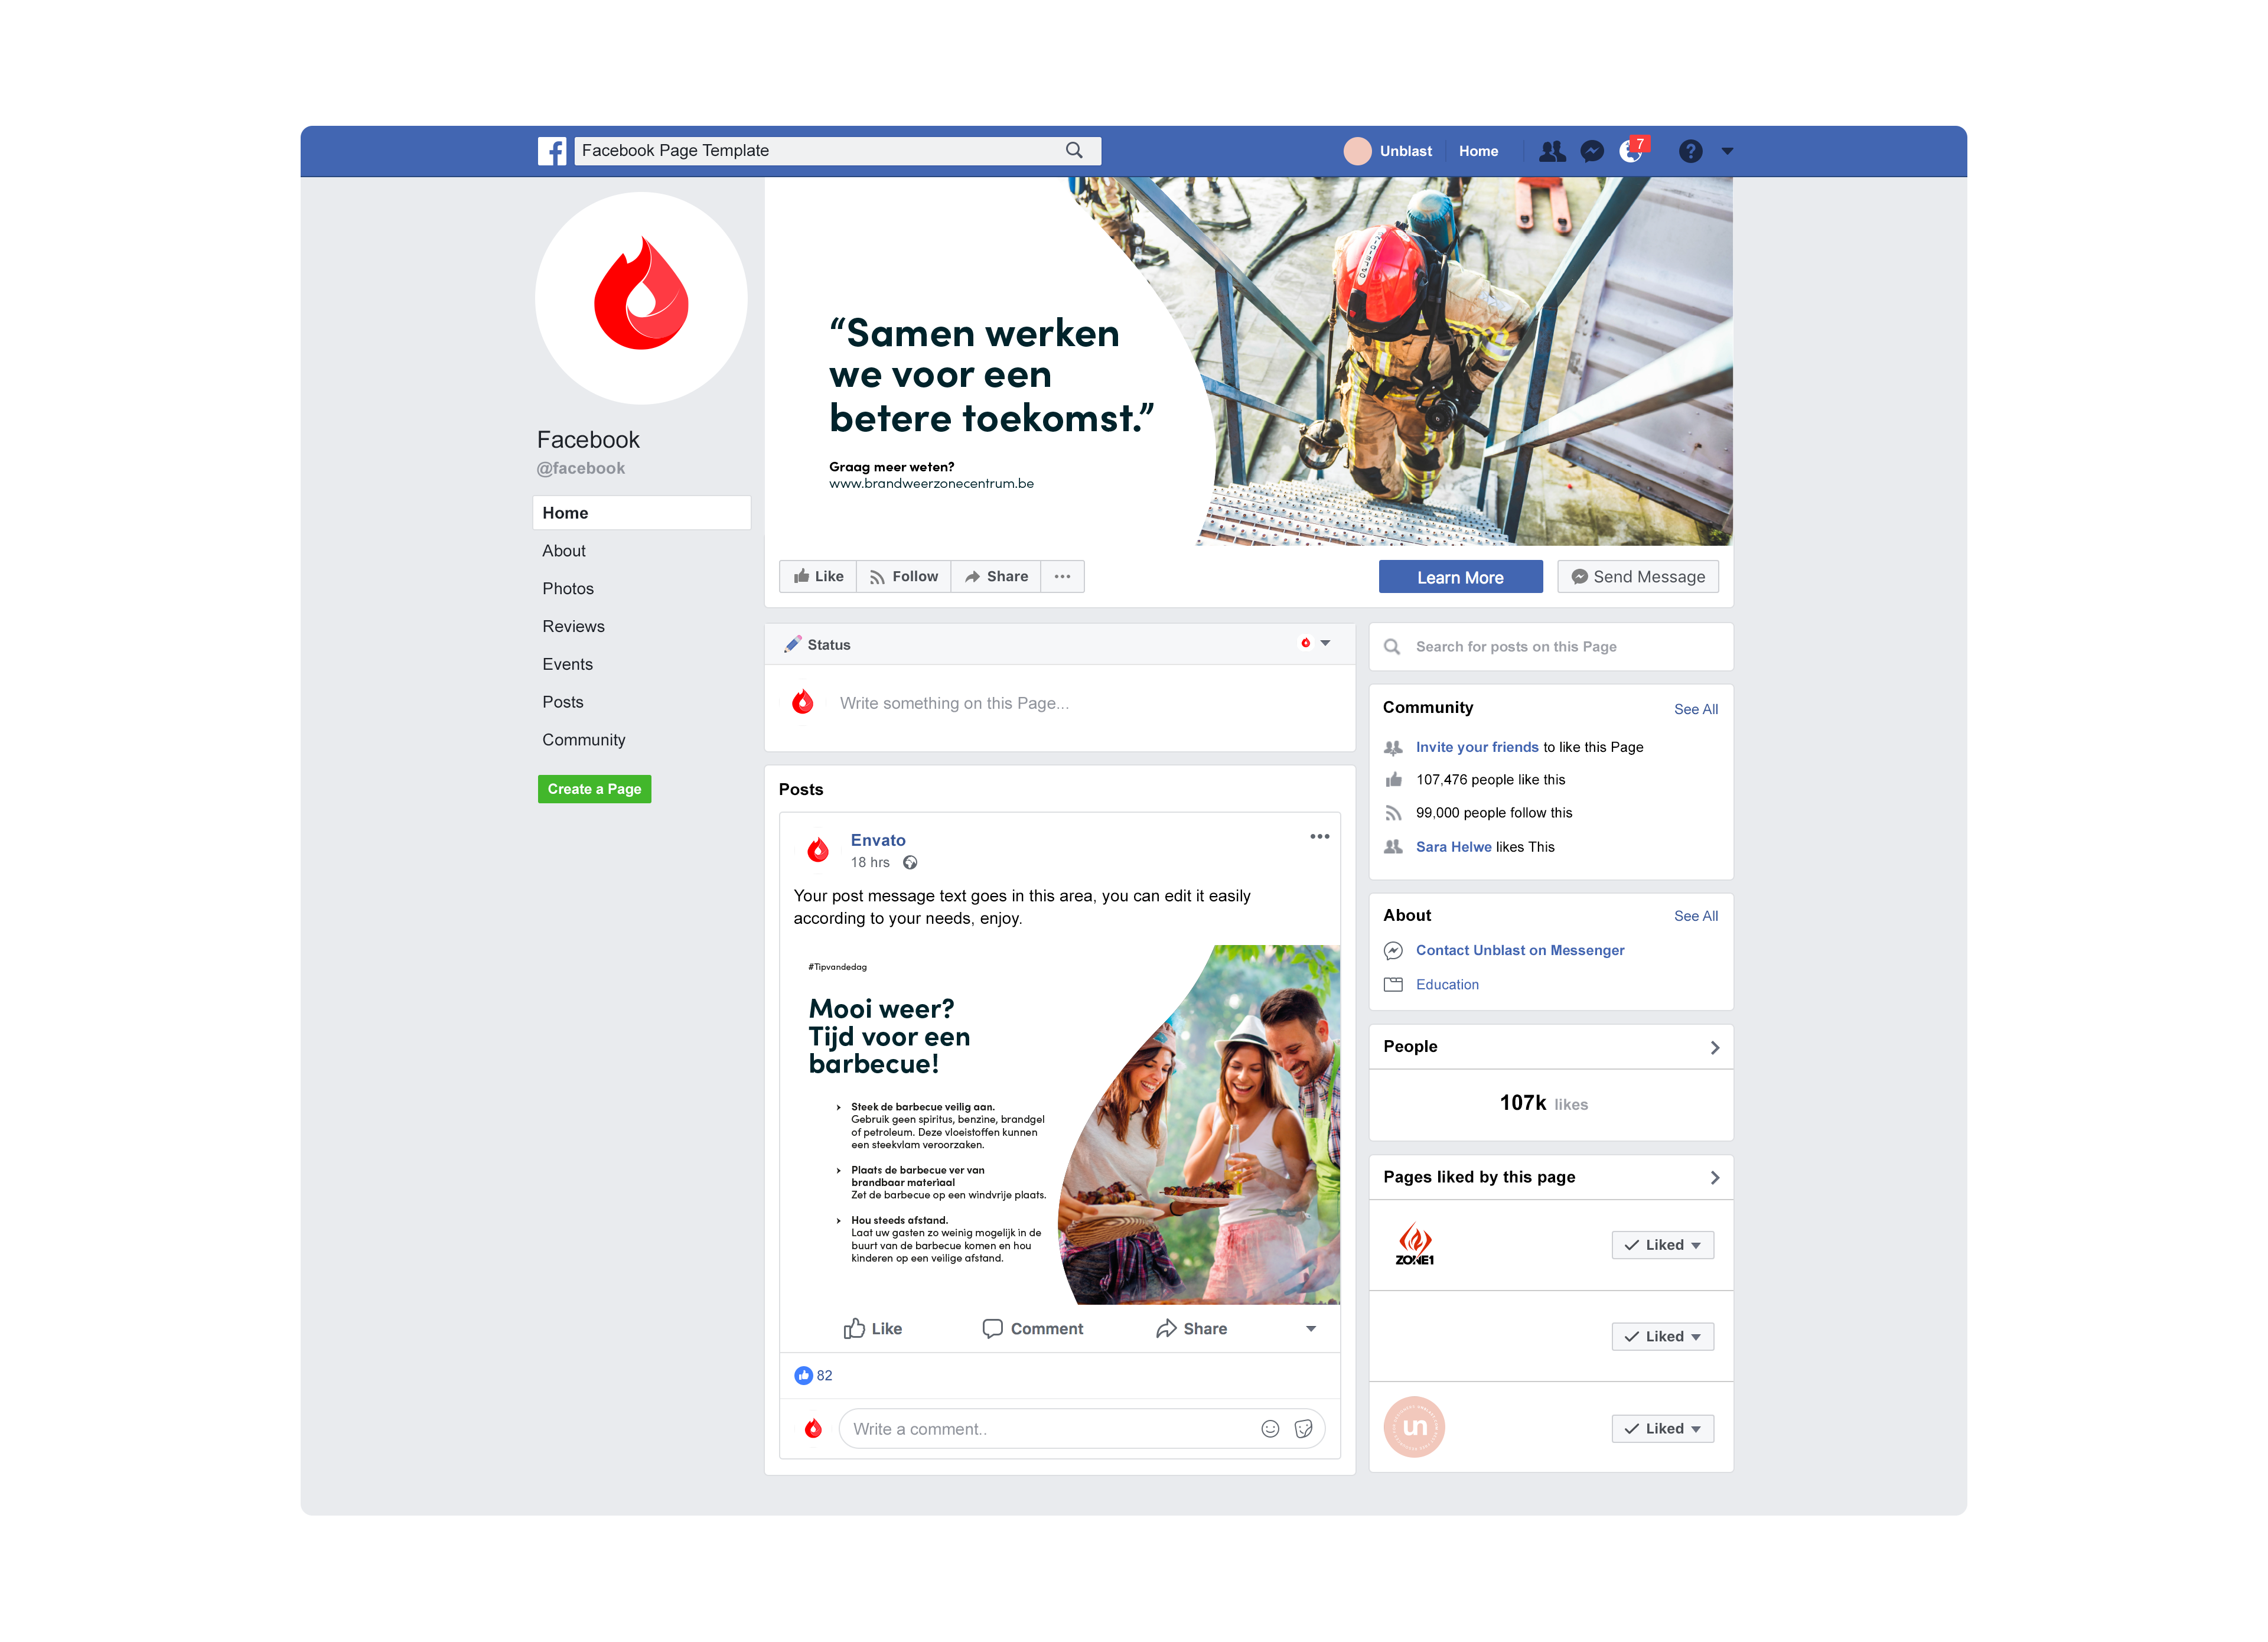 Facebook Page Template
Unblast
Home
7
?
Facebook
@facebook
Home
About
Photos
Reviews
Events
Posts
Community
Create a Page
“Samen werken
we voor een
betere toekomst.”
Graag meer weten?
www.brandweerzonecentrum.be
Like
Follow
Share
Learn More
Send Message
Status
Write something on this Page...
Posts
Envato
18 hrs
Your post message text goes in this area, you can edit it easily
according to your needs, enjoy.
#Tipvandedag
Mooi weer?
Tijd voor een
barbecue!
Steek de barbecue veilig aan.
Gebruik geen spiritus, benzine, brandgel
of petroleum. Deze vloeistoffen kunnen
een steekvlam veroorzaken.
Plaats de barbecue ver van
brandbaar materiaal
Zet de barbecue op een windvrije plaats.
Hou steeds afstand.
Laat uw gasten zo weinig mogelijk in de
buurt van de barbecue komen en hou
kinderen op een veilige afstand.
Like
Comment
Share
82
Write a comment..
Search for posts on this Page
Community
See All
Invite your friends to like this Page
107,476 people like this
99,000 people follow this
Sara Helwe likes This
About
See All
Contact Unblast on Messenger
Education
People
107k likes
Pages liked by this page
ZONE1
Liked
Liked
un
Liked